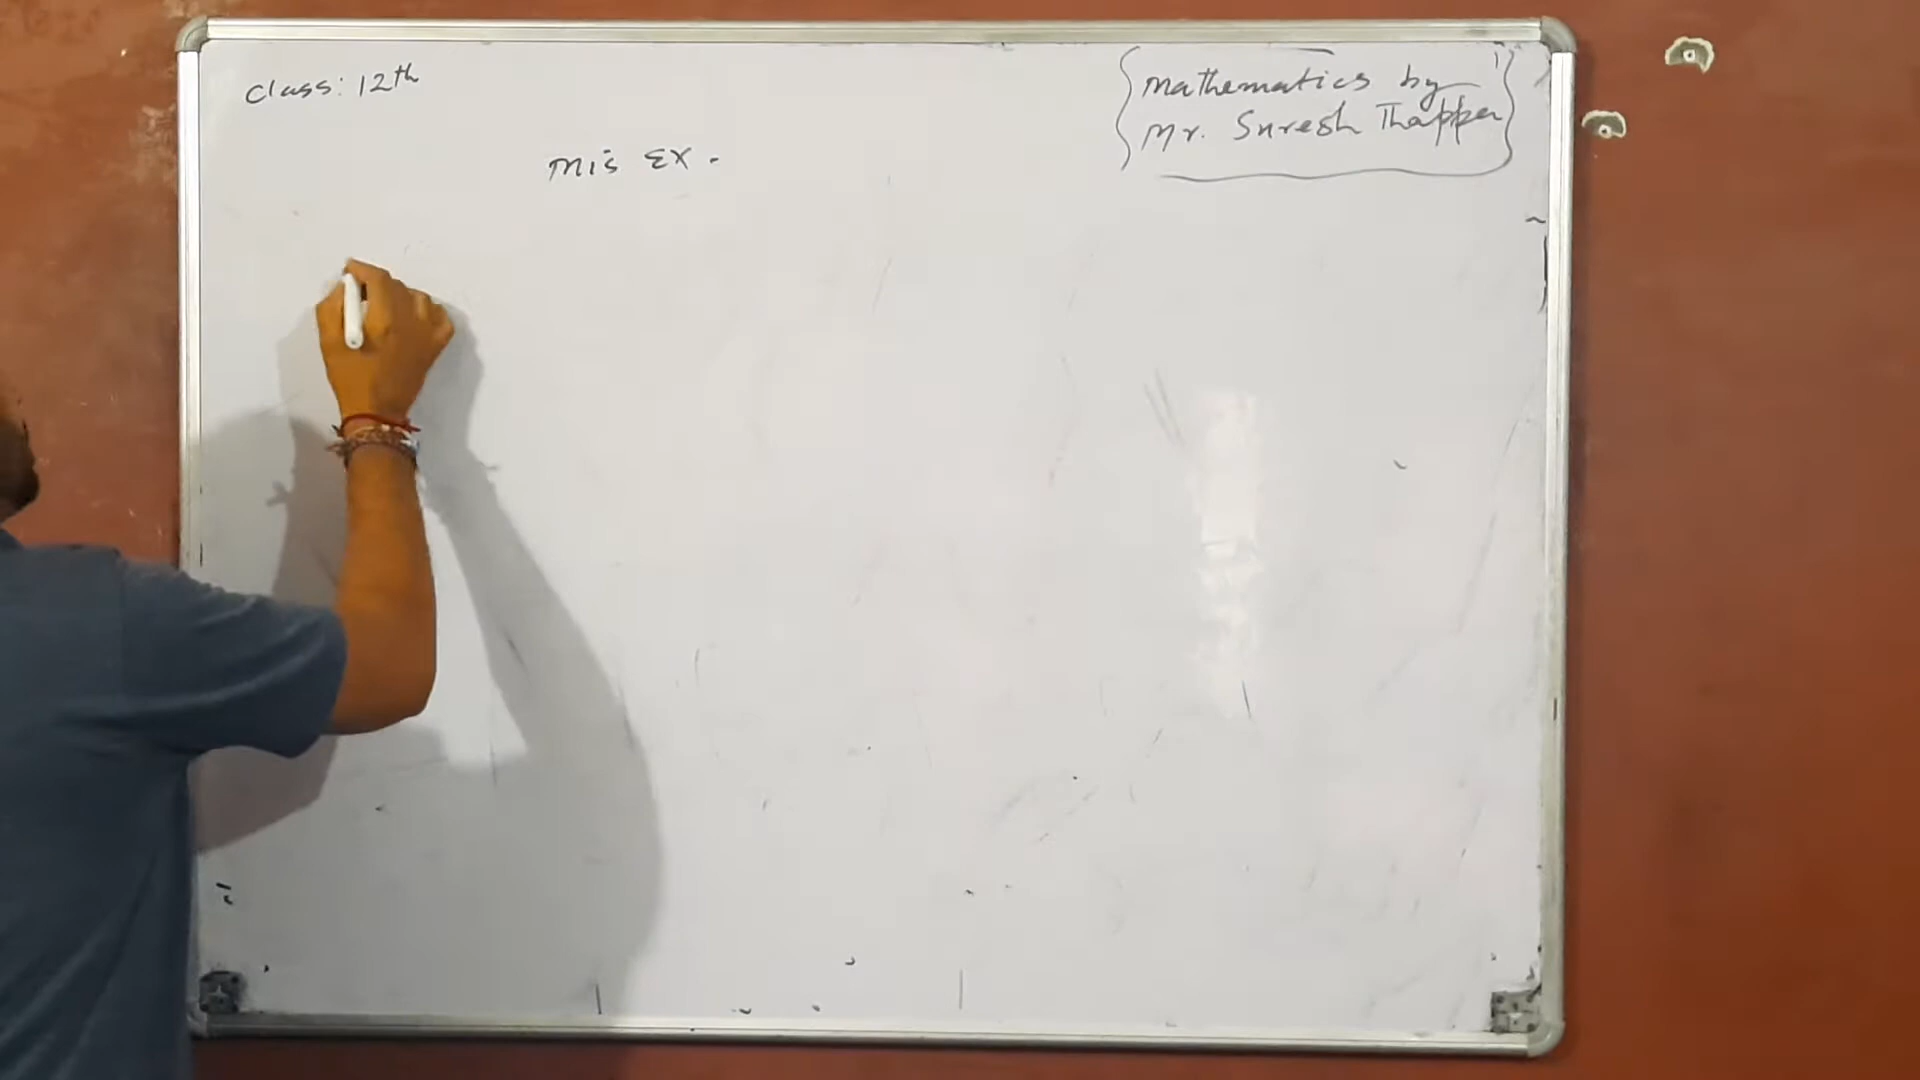 Class: 12th
Mathematics by
Mr. Suresh Thapper
Mis Ex.